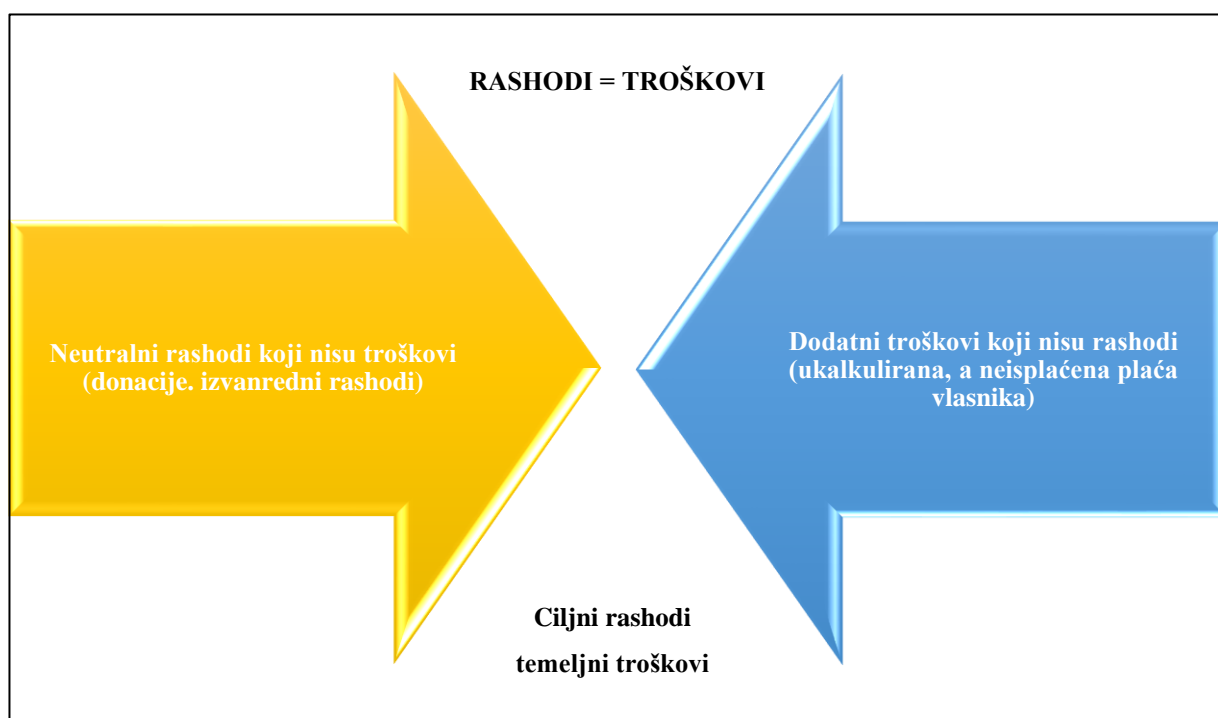 RASHODI = TROŠKOVI
Neutralni rashodi koji nisu troškovi
(donacije. izvanredni rashodi)
Dodatni troškovi koji nisu rashodi
(ukalkulirana, a neisplaćena plaća
vlasnika)
Ciljni rashodi
temeljni troškovi